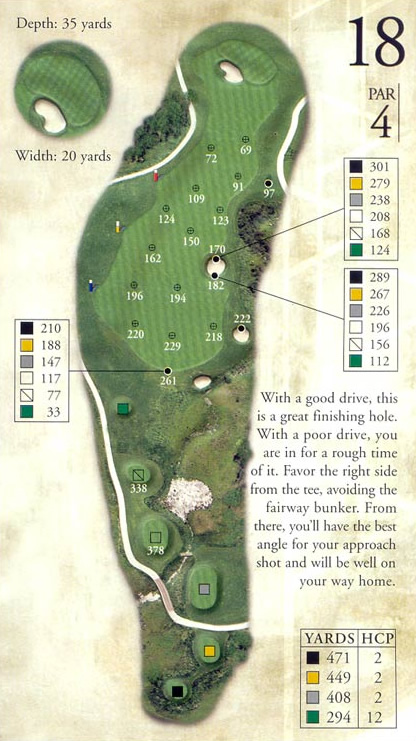 Depth: 35 yards
Width: 20 yards
18
PAR
4
72
69
91
97
109
124
123
150
162
170
182
196
194
220
229
218
222
261
338
378
301
279
238
208
168
124
289
267
226
196
156
112
210
188
147
117
77
33
With a good drive, this
is a great finishing hole.
With a poor drive, you
are in for a rough time
of it. Favor the right side
from the tee, avoiding the
fairway bunker. From
there, you'll have the best
angle for your approach
shot and will be well on
your way home.
YARDS HCP
471 2
449 2
408 2
294 12